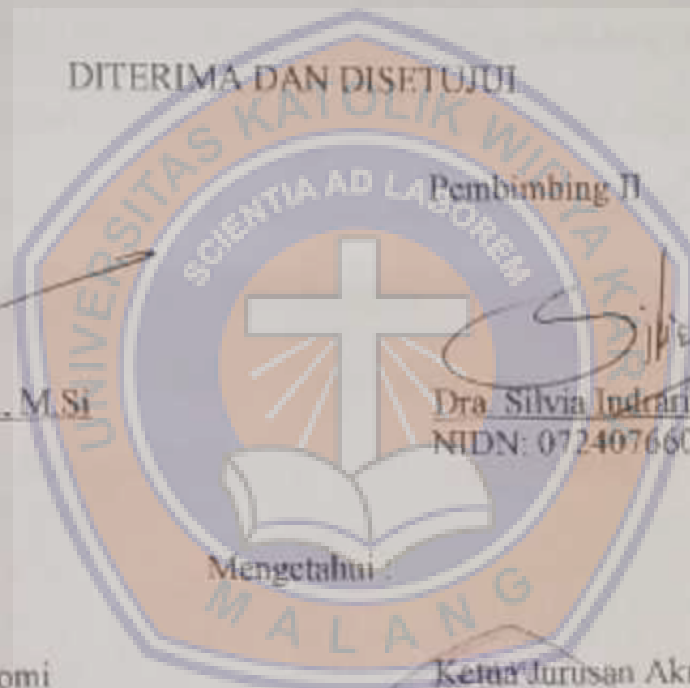 DITERIMA DAN DISETUJUI
UNIVERSITAS KATOLIK WIDYA KARYA
SCIENTIA AD LABOREM
Pembimbing II
, M.Si
Dra. Silvia Indrari
NIDN: 072407660
Mengetahui :
MALANG
omi
Ketua Jurusan Ak